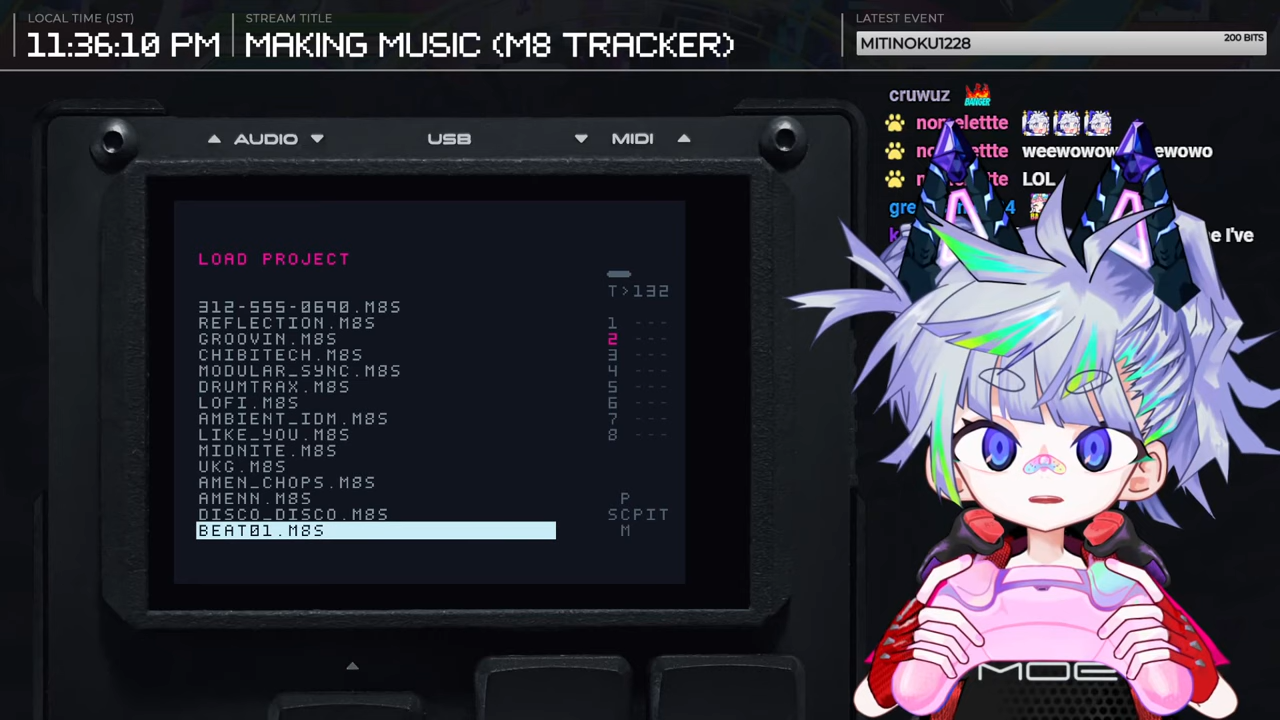 LOCAL TIME (JST)
11:36:10 PM
STREAM TITLE
MAKING MUSIC (M8 TRACKER)
LATEST EVENT
MITINOKU1228
200 BITS
AUDIO
USB
MIDI
LOAD PROJECT
312-555-0690.M8S
REFLECTION.M8S
GROOVIN.M8S
CHIBITECH.M8S
MODULAR_SYNC.M8S
DRUMTRAX.M8S
LOFI.M8S
AMBIENT_IDM.M8S
LIKE_YOU.M8S
MIDNITE.M8S
UKG.M8S
AMEN_CHOPS.M8S
AMENN.M8S
DISCO_DISCO.M8S
BEAT01.M8S
T>132
1 ---
2 ---
3 ---
4 ---
5 ---
6 ---
7 ---
8 ---
P
SCPIT
M
cruwuz BANGER
LOL
e I've
MOE